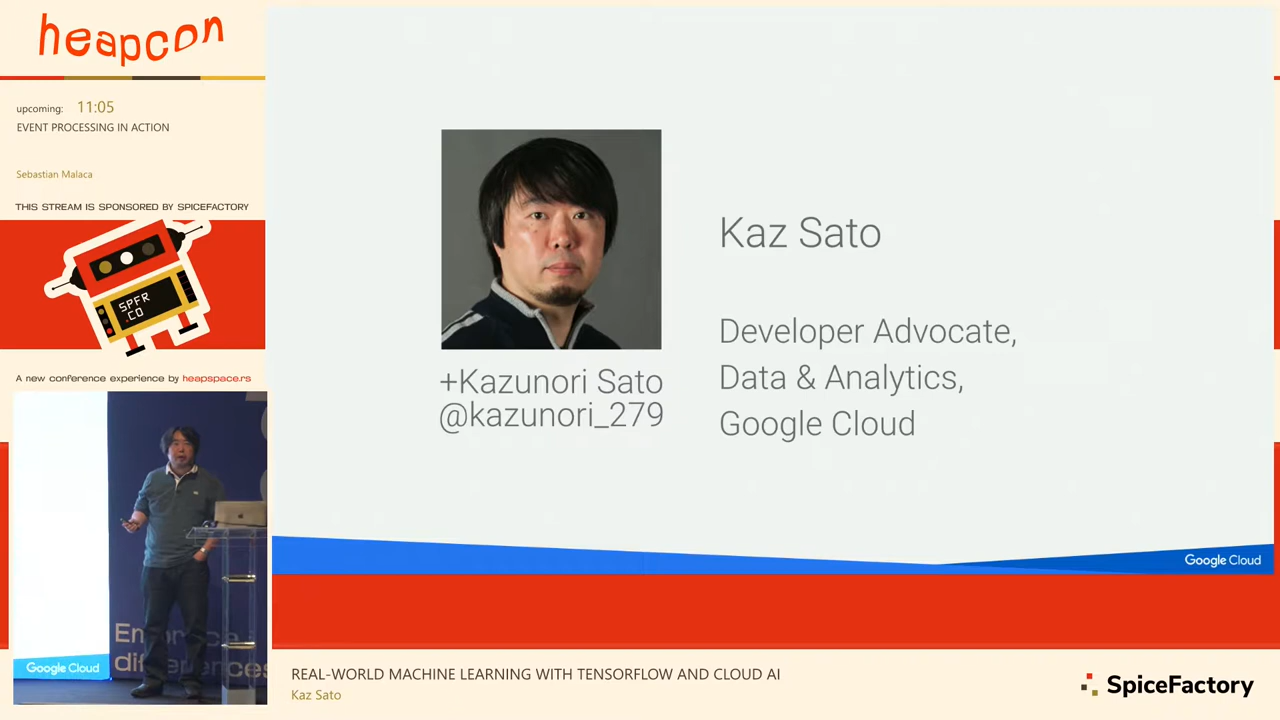 heapcon
upcoming: 11:05
EVENT PROCESSING IN ACTION
Sebastian Malaca
THIS STREAM IS SPONSORED BY SPICEFACTORY
SPFR
.CO
A new conference experience by heapspace.rs
Google Cloud
+Kazunori Sato
@kazunori_279
Kaz Sato
Developer Advocate,
Data & Analytics,
Google Cloud
Google Cloud
REAL-WORLD MACHINE LEARNING WITH TENSORFLOW AND CLOUD AI
Kaz Sato
SpiceFactory